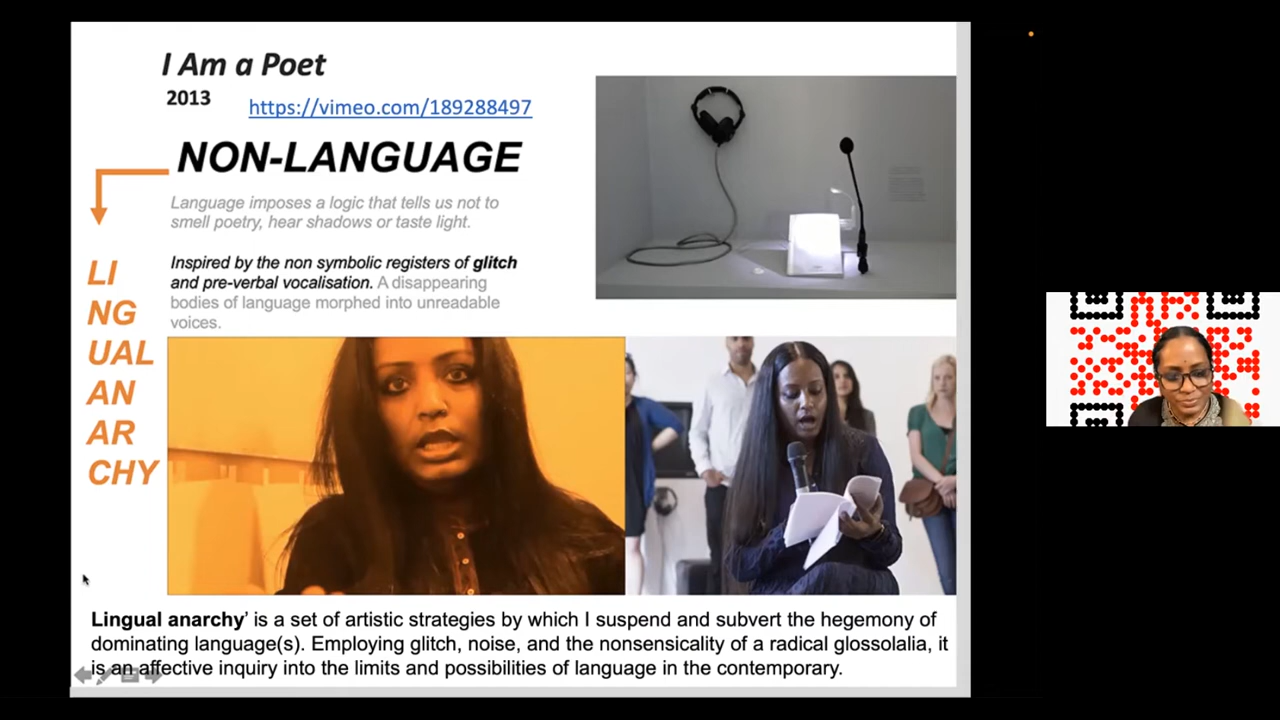 I Am a Poet
2013
https://vimeo.com/189288497
NON-LANGUAGE
Language imposes a logic that tells us not to
smell poetry, hear shadows or taste light.
Inspired by the non symbolic registers of glitch
and pre-verbal vocalisation. A disappearing
bodies of language morphed into unreadable
voices.
LI
NG
UAL
AN
AR
CHY
Lingual anarchy’ is a set of artistic strategies by which I suspend and subvert the hegemony of
dominating language(s). Employing glitch, noise, and the nonsensicality of a radical glossolalia, it
is an affective inquiry into the limits and possibilities of language in the contemporary.